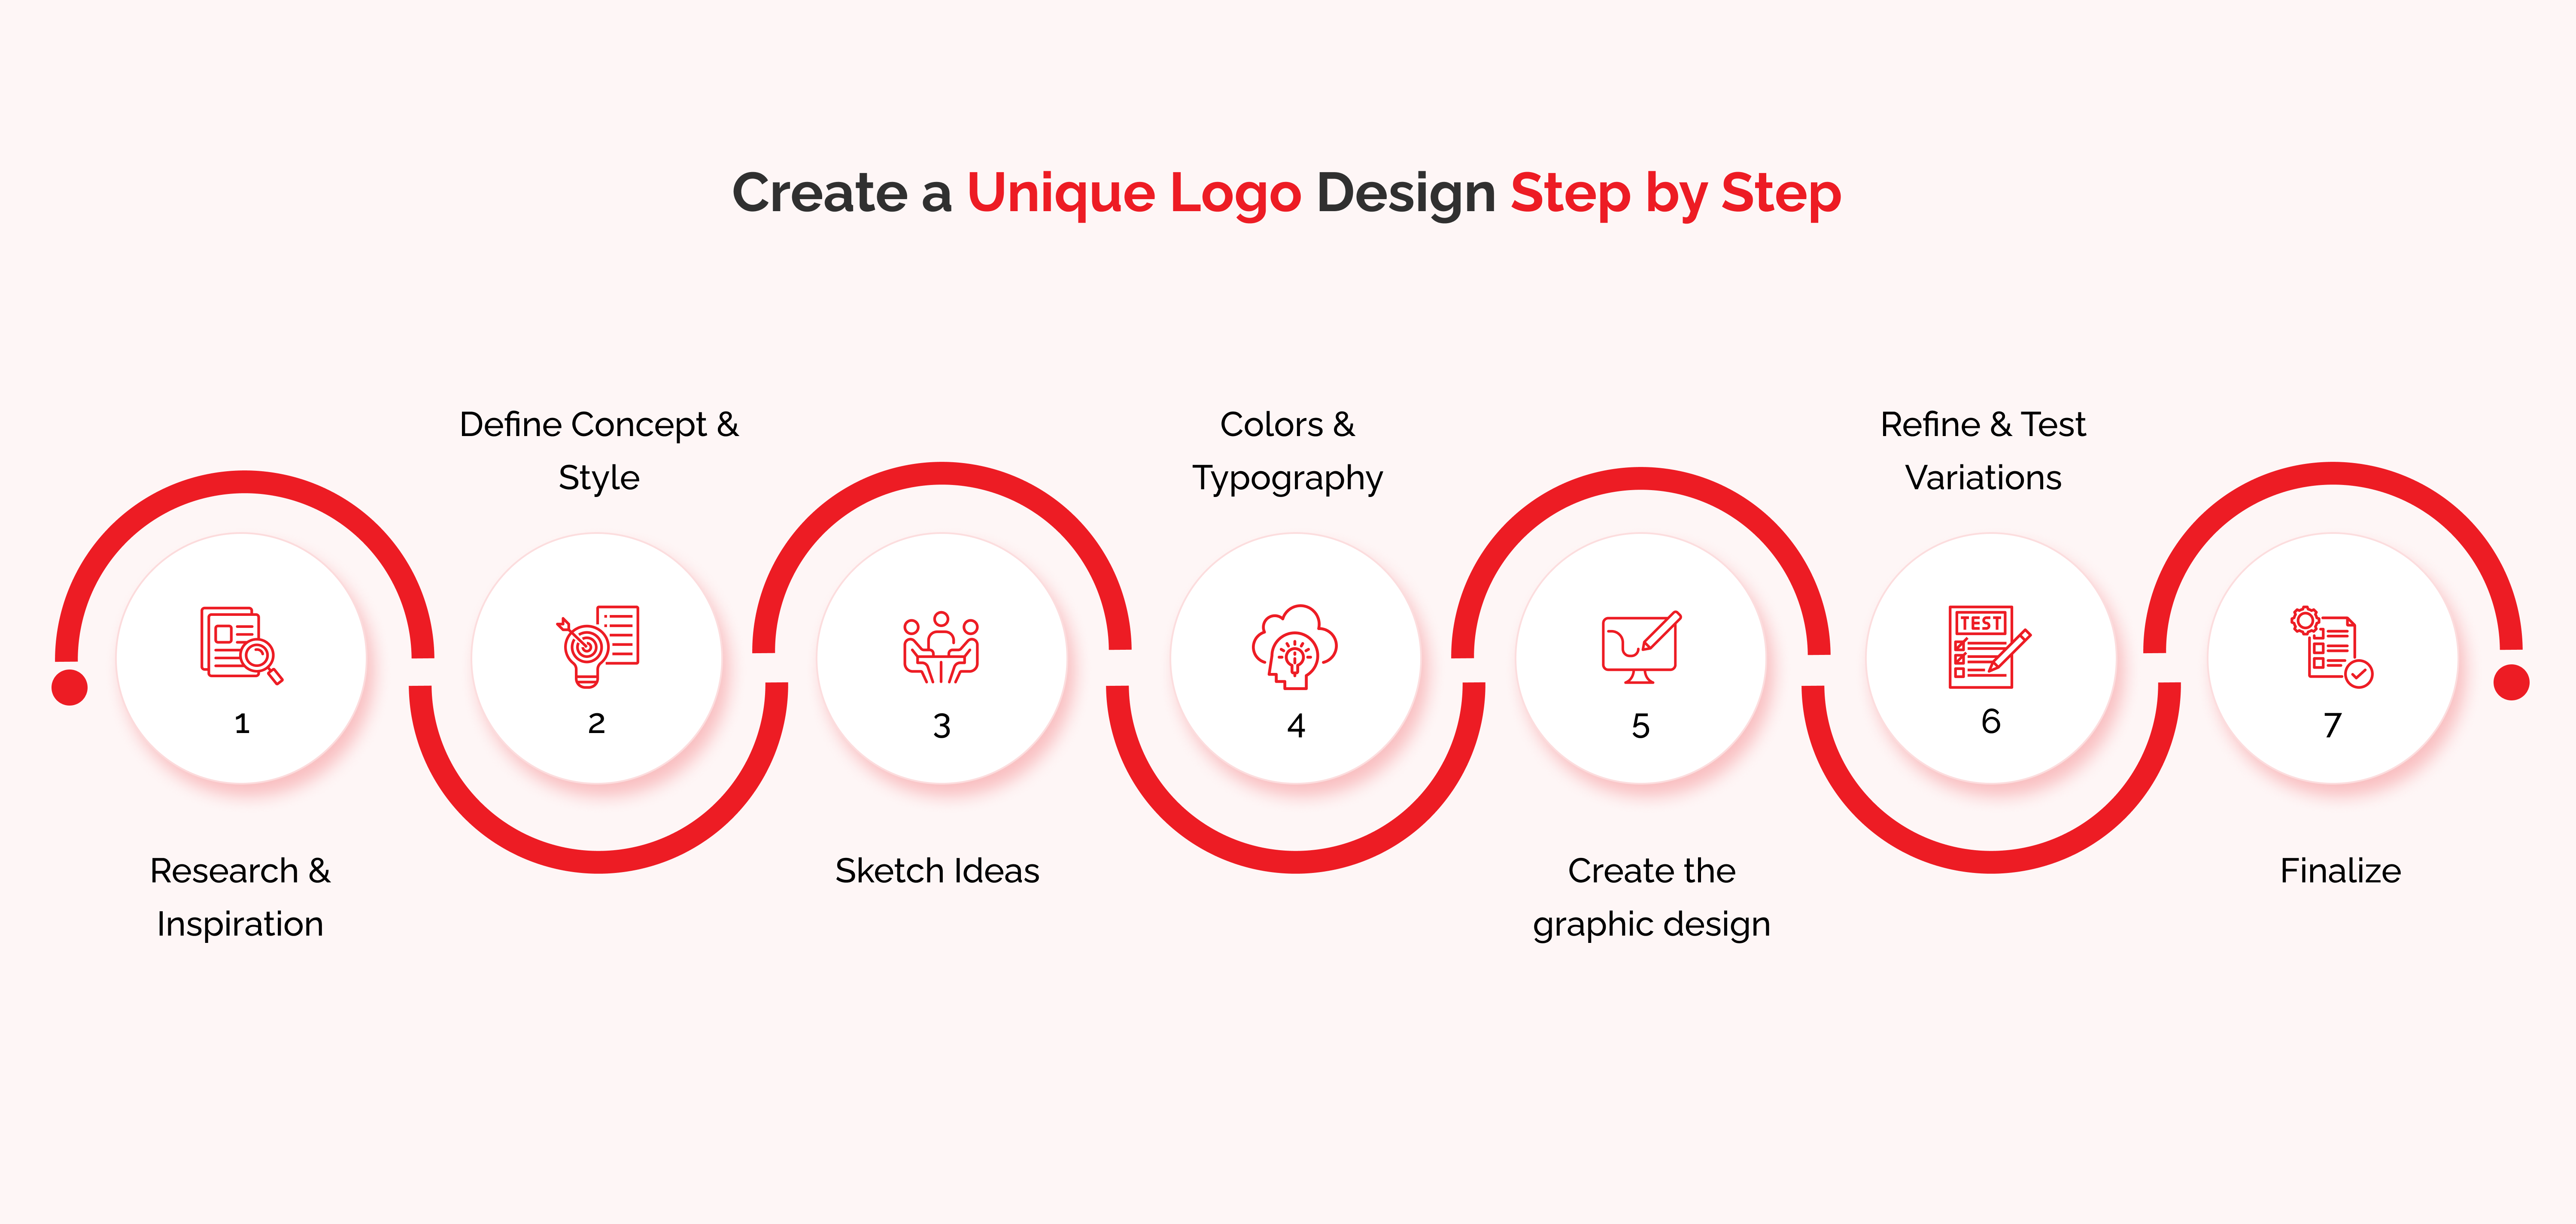 Create a Unique Logo Design Step by Step
1
Research &
Inspiration
Define Concept &
Style
2
3
Sketch Ideas
Colors &
Typography
4
5
Create the
graphic design
Refine & Test
Variations
TEST
6
7
Finalize